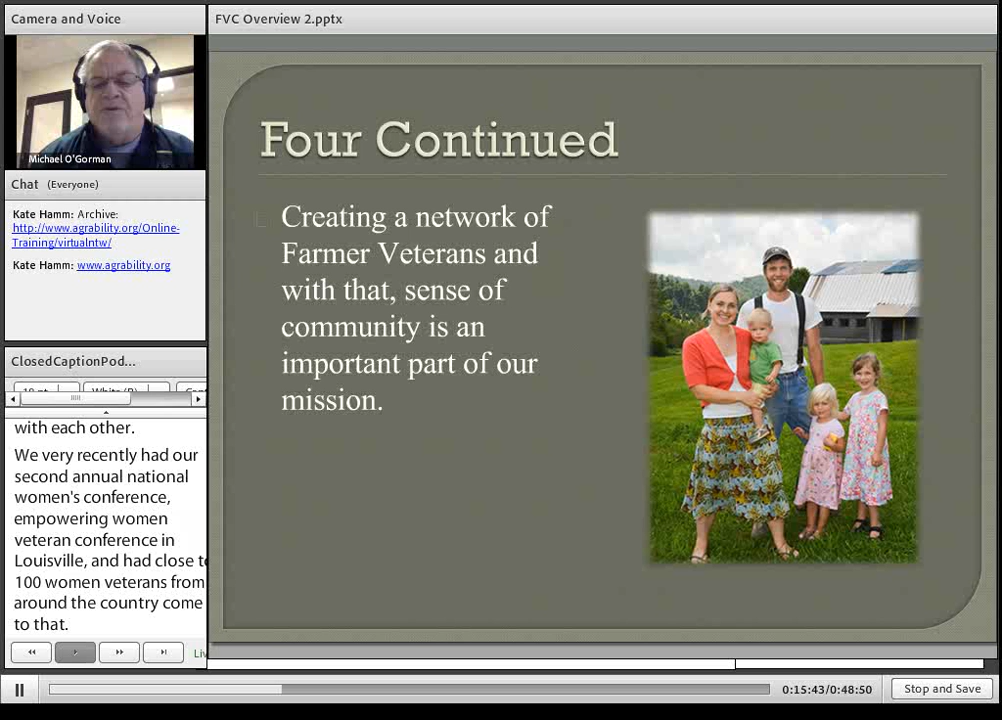 Camera and Voice
FVC Overview 2.pptx
Michael O'Gorman
Chat (Everyone)
Kate Hamm: Archive:
http://www.agrability.org/Online-
Training/virtualntw/
Kate Hamm: www.agrability.org
ClosedCaptionPod...
with each other.
We very recently had our
second annual national
women's conference,
empowering women
veteran conference in
Louisville, and had close to
100 women veterans from
around the country come
to that.
Four Continued
Creating a network of
Farmer Veterans and
with that, sense of
community is an
important part of our
mission.
0:15:43/0:48:50
Stop and Save